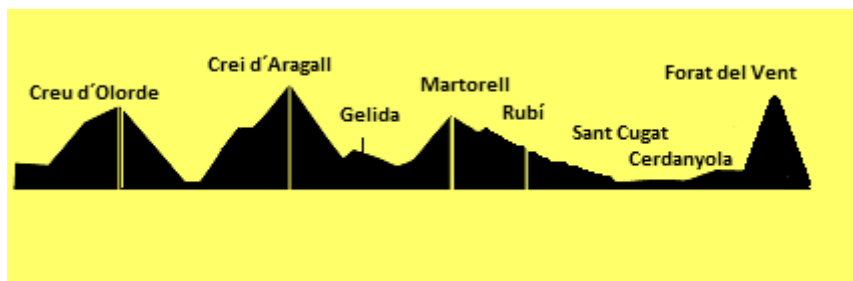 Creu d´Olorde
Crei d´Aragall
Gelida
Martorell
Rubí
Sant Cugat
Cerdanyola
Forat del Vent